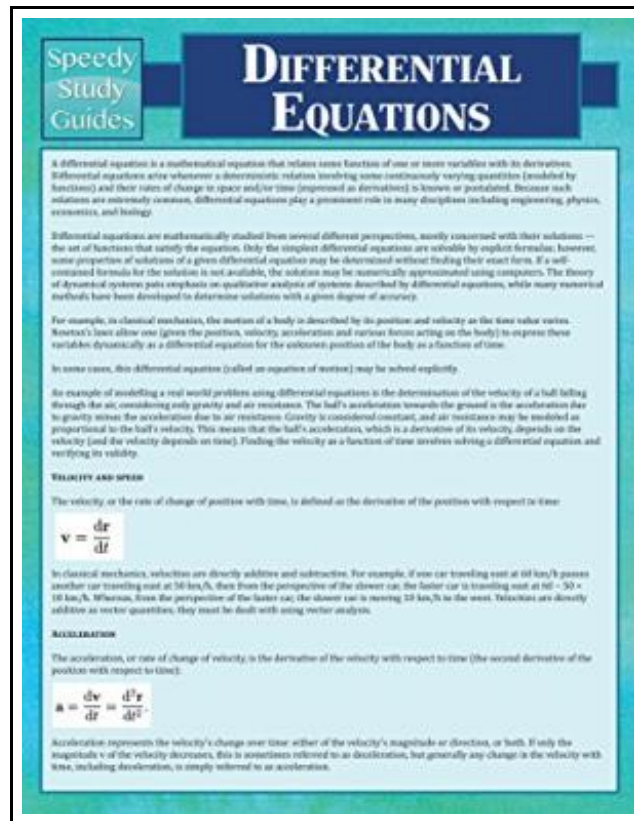 Speedy
Study
Guides
DIFFERENTIAL
EQUATIONS
A differential equation is a mathematical equation that relates some function of one or more variables with its derivatives.
Differential equations arise whenever a deterministic relation involving some continuously varying quantities (modeled by
functions) and their rates of change in space and/or time (expressed as derivatives) is known or postulated. Because such
relations are extremely common, differential equations play a prominent role in many disciplines including engineering, physics,
economics, and biology.
Differential equations are mathematically studied from several different perspectives, mostly concerned with their solutions —
the set of functions that satisfy the equation. Only the simplest differential equations are solvable by explicit formulas; however,
some properties of solutions of a given differential equation may be determined without finding their exact form. If a self-
contained formula for the solution is not available, the solution may be numerically approximated using computers. The theory
of dynamical systems puts emphasis on qualitative analysis of systems described by differential equations, while many numerical
methods have been developed to determine solutions with a given degree of accuracy.
For example, in classical mechanics, the motion of a body is described by its position and velocity as the time value varies.
Newton's laws allow one (given the position, velocity, acceleration and various forces acting on the body) to express these
variables dynamically as a differential equation for the unknown position of the body as a function of time.
In some cases, this differential equation (called an equation of motion) may be solved explicitly.
An example of modelling a real world problem using differential equations is the determination of the velocity of a ball falling
through the air, considering only gravity and air resistance. The ball's acceleration towards the ground is the acceleration due
to gravity minus the acceleration due to air resistance. Gravity is considered constant, and air resistance may be modeled as
proportional to the ball's velocity. This means that the ball's acceleration, which is a derivative of its velocity, depends on the
velocity (and the velocity depends on time). Finding the velocity as a function of time involves solving a differential equation and
verifying its validity.
VELOCITY AND SPEED
The velocity, or the rate of change of position with time, is defined as the derivative of the position with respect to time:
v = dr/dt
In classical mechanics, velocities are directly additive and subtractive. For example, if one car traveling east at 60 km/h passes
another car traveling east at 50 km/h, then from the perspective of the slower car, the faster car is traveling east at 60 − 50 =
10 km/h. Whereas, from the perspective of the faster car, the slower car is moving 10 km/h to the west. Velocities are directly
additive as vector quantities; they must be dealt with using vector analysis.
ACCELERATION
The acceleration, or rate of change of velocity, is the derivative of the velocity with respect to time (the second derivative of the
position with respect to time):
a = dv/dt = d²r/dt².
Acceleration represents the velocity's change over time: either of the velocity's magnitude or direction, or both. If only the
magnitude v of the velocity decreases, this is sometimes referred to as deceleration, but generally any change in the velocity with
time, including deceleration, is simply referred to as acceleration.